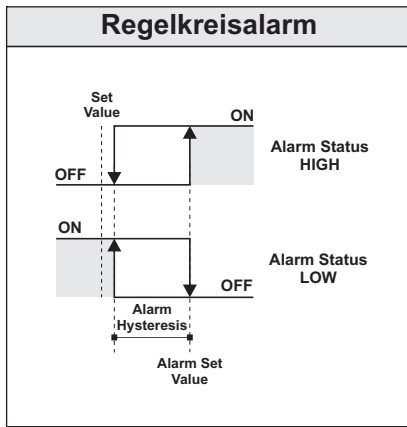 Regelkreisalarm
Set
Value
ON
OFF
Alarm Status
HIGH
ON
OFF
Alarm Status
LOW
Alarm
Hysteresis
Alarm Set
Value